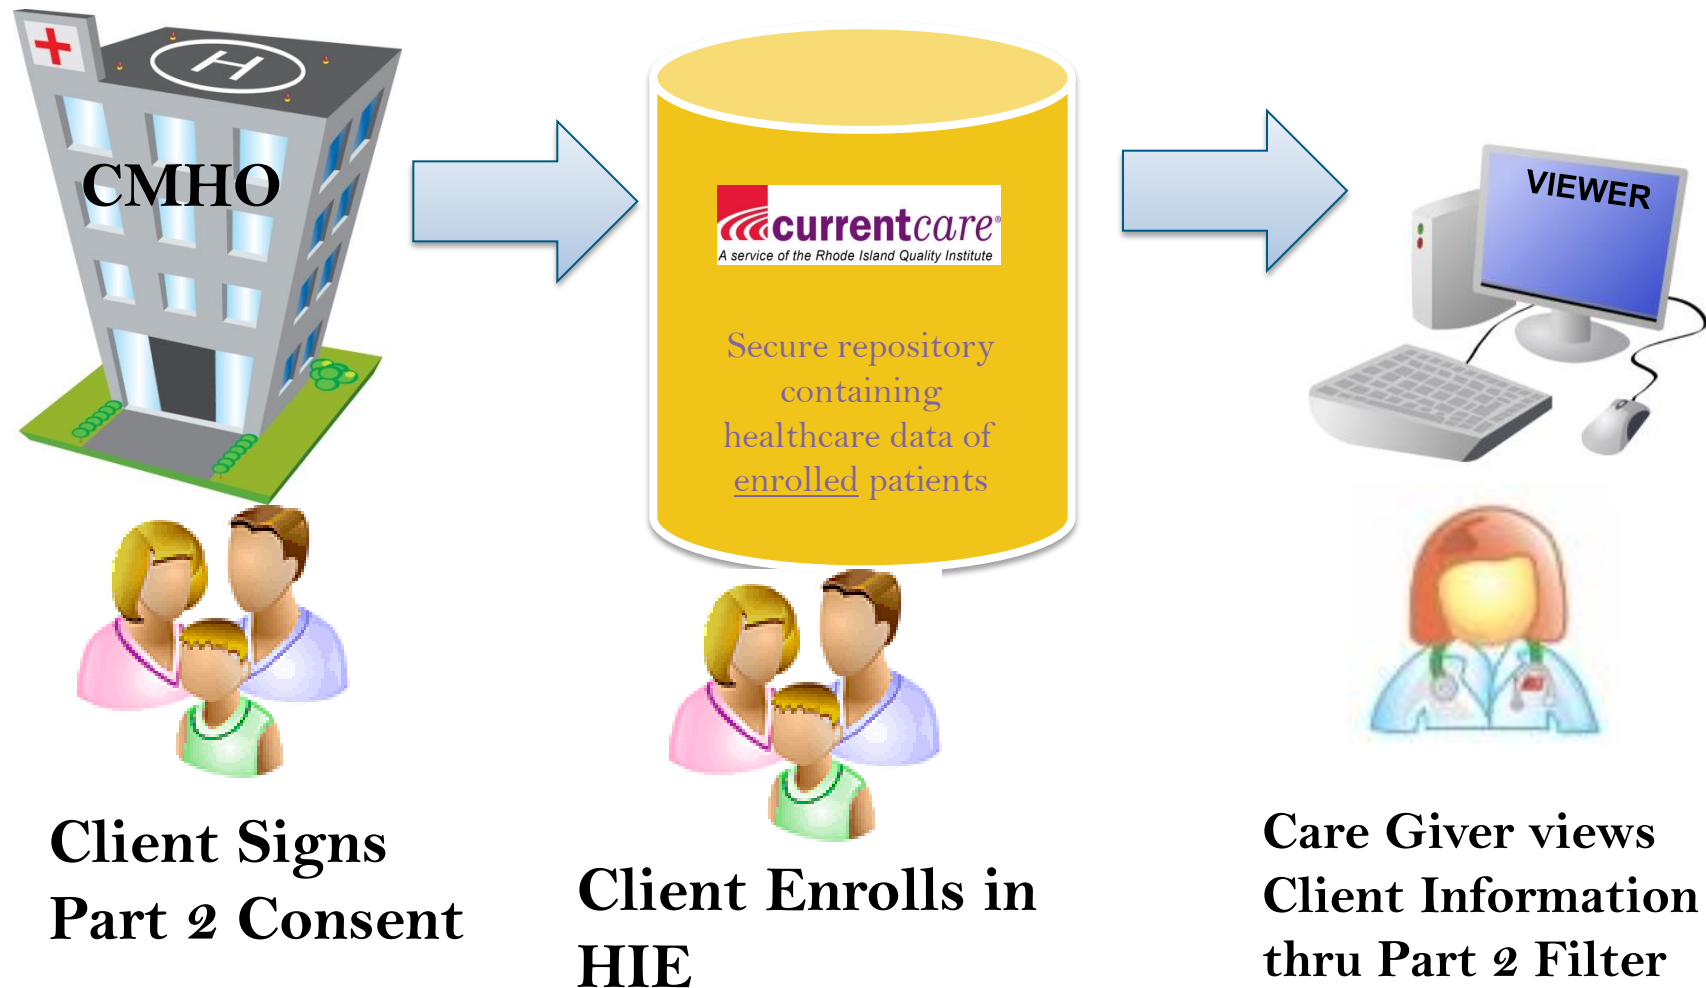 H
CMHO
currentcare®
A service of the Rhode Island Quality Institute
Secure repository
containing
healthcare data of
enrolled patients
VIEWER
Client Signs
Part 2 Consent
Client Enrolls in
HIE
Care Giver views
Client Information
thru Part 2 Filter